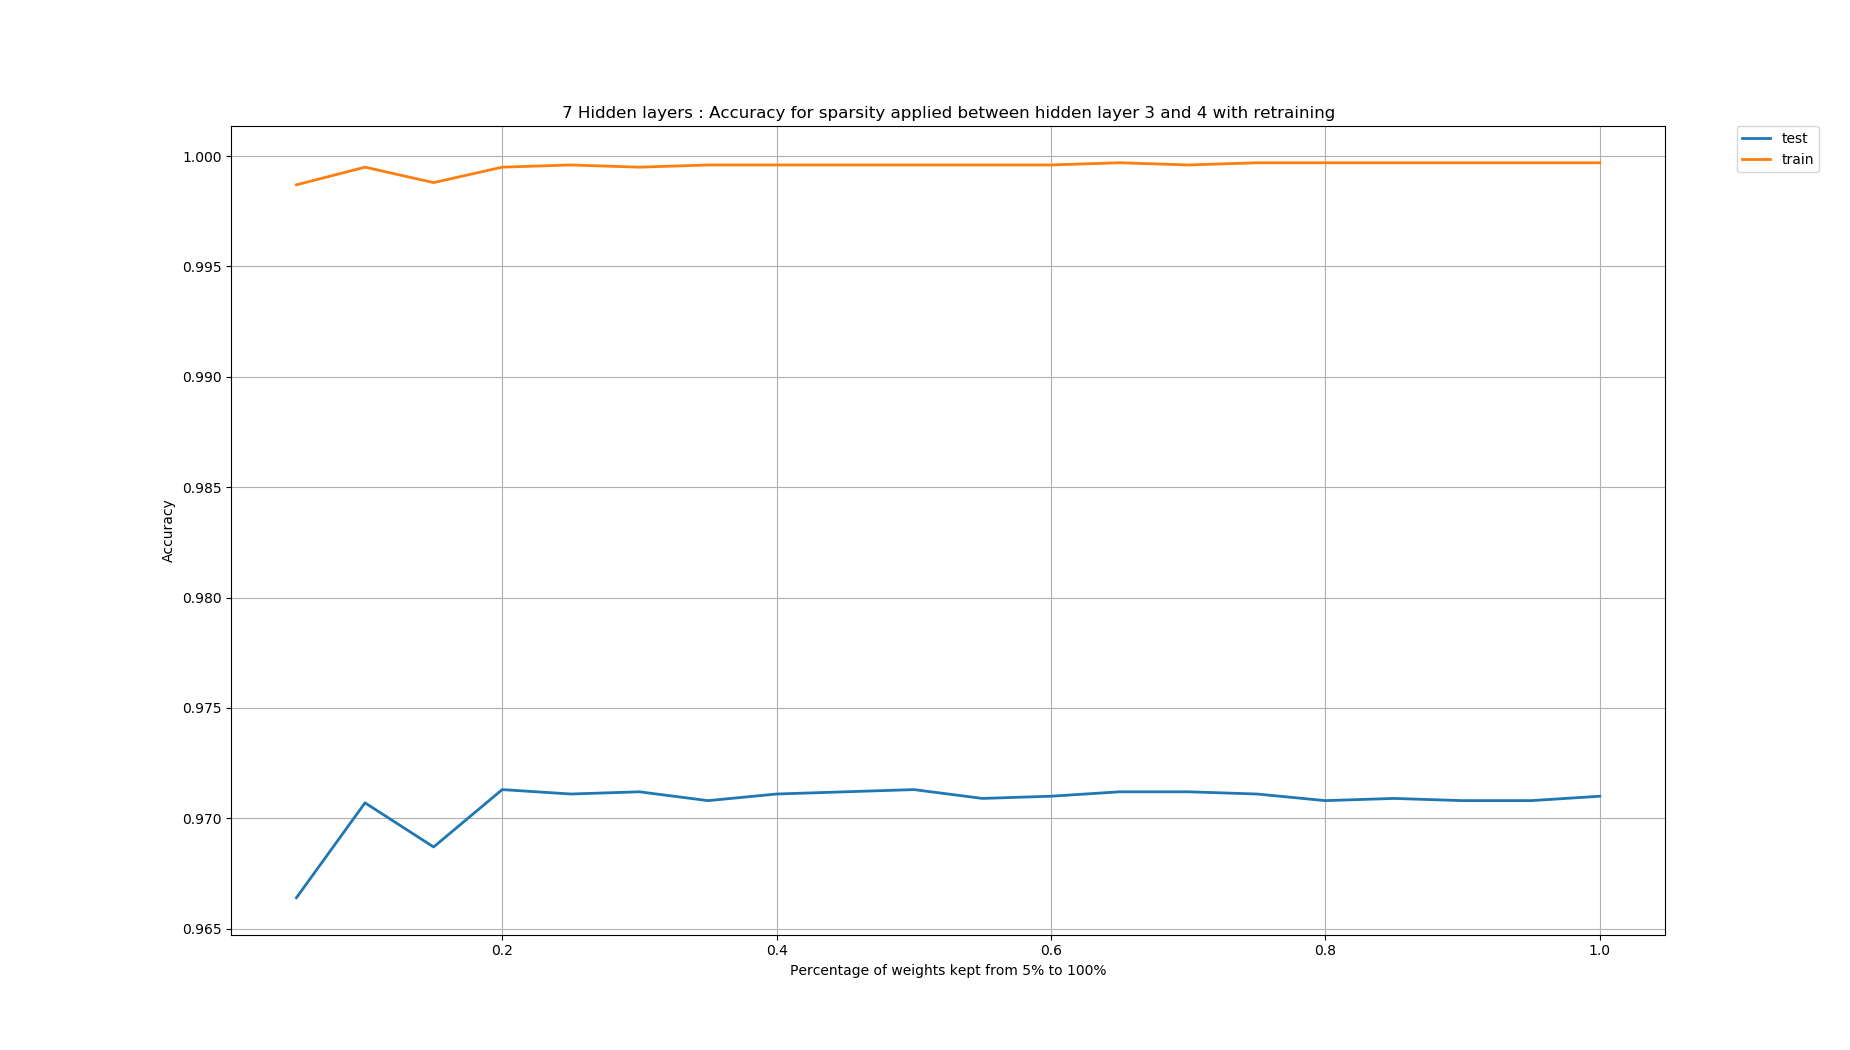 7 Hidden layers : Accuracy for sparsity applied between hidden layer 3 and 4 with retraining
test
train
1.000
0.995
0.990
0.985
0.980
0.975
0.970
0.965
Accuracy
0.2 0.4 0.6 0.8 1.0
Percentage of weights kept from 5% to 100%